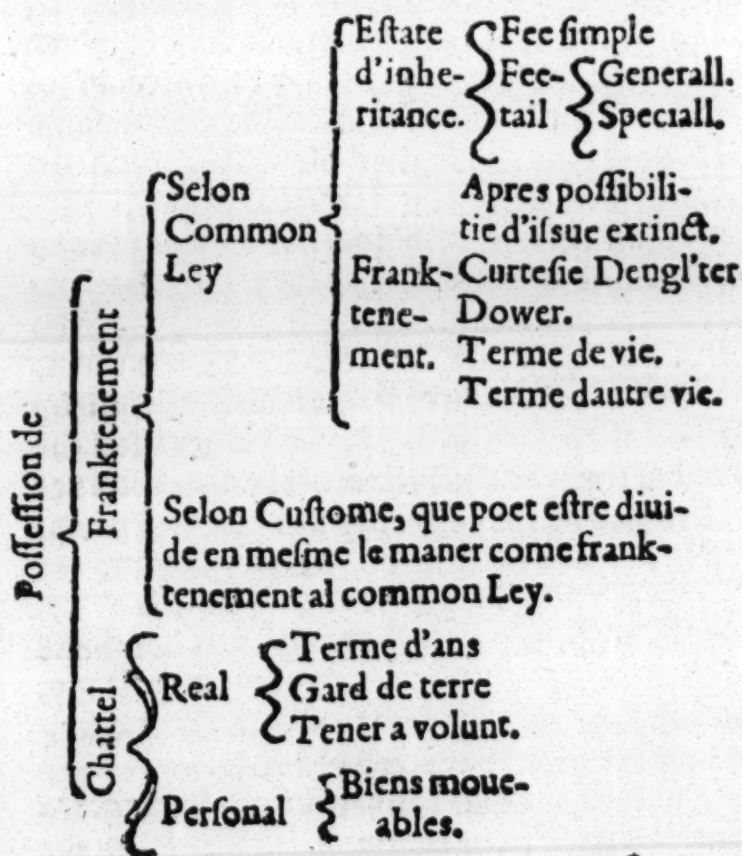 Poſſeſſion de
Franktenement
Selon
Common
Ley
Eſtate
d'inhe-
ritance.
Fee ſimple
Fee-
tail
Generall.
Speciall.
Frank-
tene-
ment.
Apres poſſibili-
tie d'iſsue extinct.
Curteſie Dengl'ter
Dower.
Terme de vie.
Terme dautre vie.
Selon Cuſtome, que poet eſtre diui-
de en meſme le maner come frank-
tenement al common Ley.
Chattel
Real
Terme d'ans
Gard de terre
Tener a volunt.
Perſonal
Biens moue-
ables.